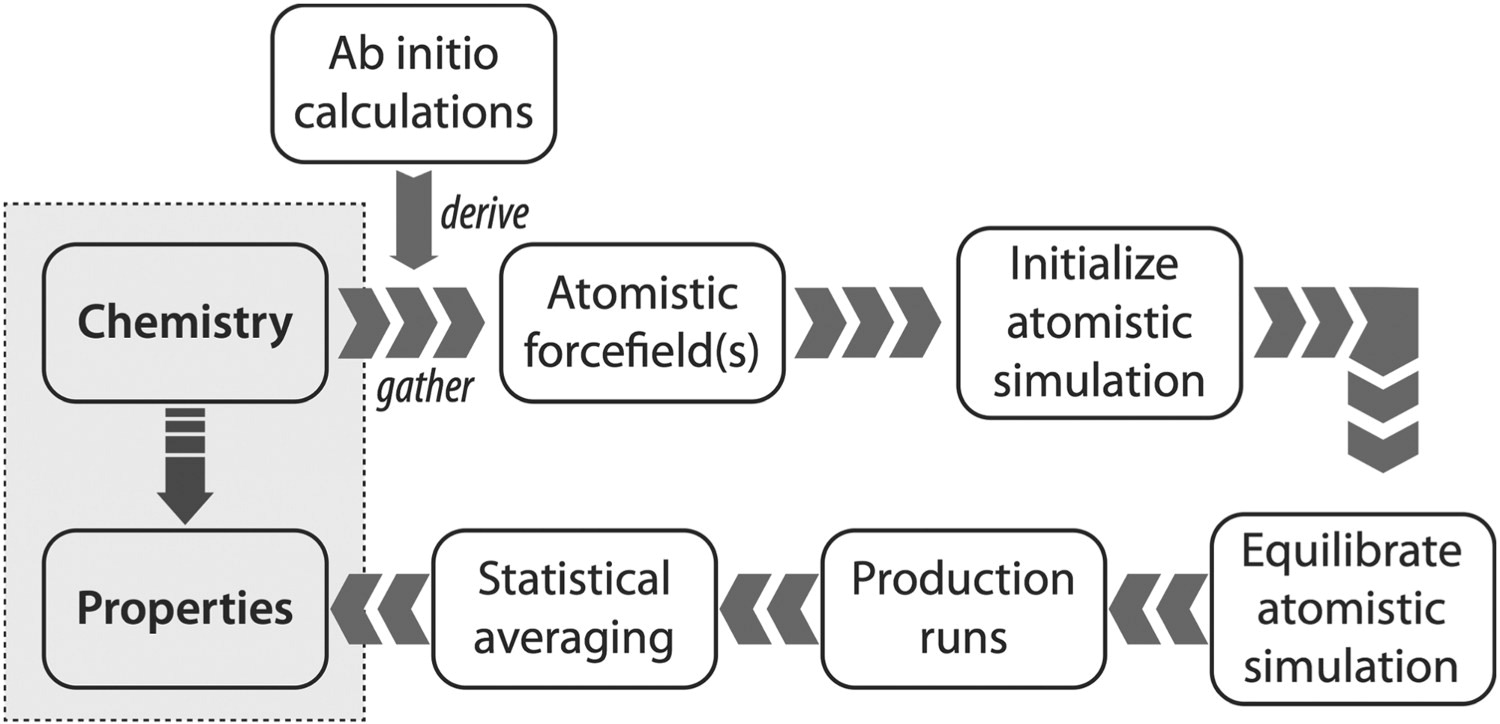 Ab initio
calculations
derive
Chemistry
gather
Atomistic
forcefield(s)
Initialize
atomistic
simulation
Properties
Statistical
averaging
Production
runs
Equilibrate
atomistic
simulation